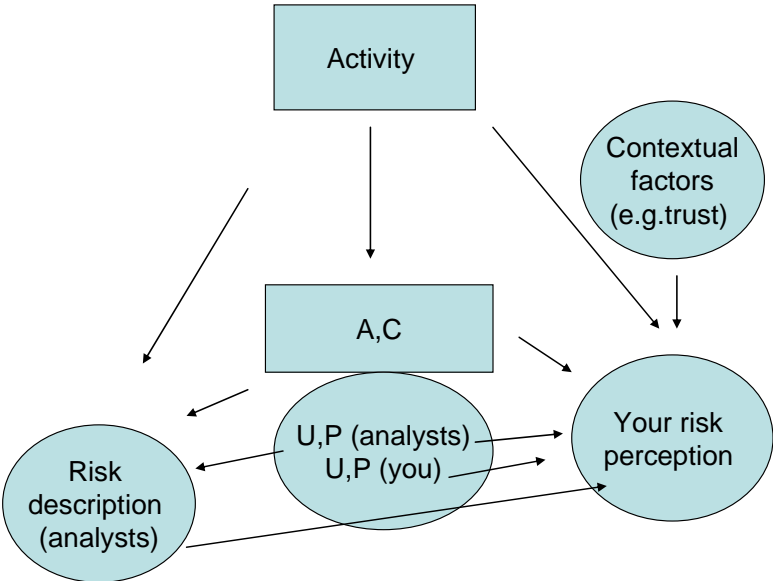 Activity
Contextual
factors
(e.g.trust)
A,C
U,P (analysts)
U,P (you)
Your risk
perception
Risk
description
(analysts)